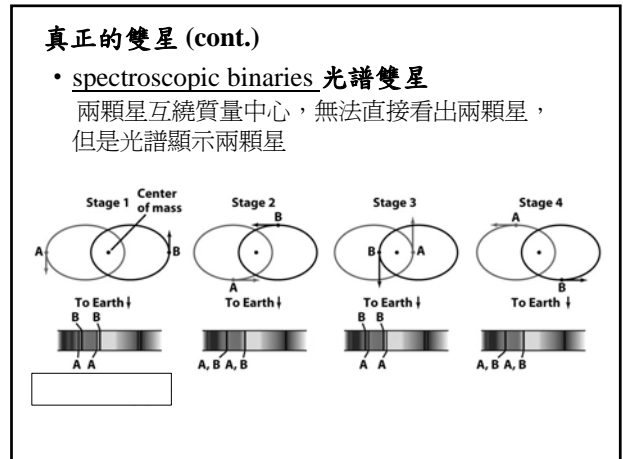 真正的雙星 (cont.)
• spectroscopic binaries 光譜雙星
兩顆星互繞質量中心，無法直接看出兩顆星，
但是光譜顯示兩顆星
Stage 1 Center of mass
A B
To Earth
B B
A A
Stage 2
B
A
To Earth
A, B A, B
Stage 3
B A
To Earth
B B
A A
Stage 4
A
B
To Earth
A, B A, B